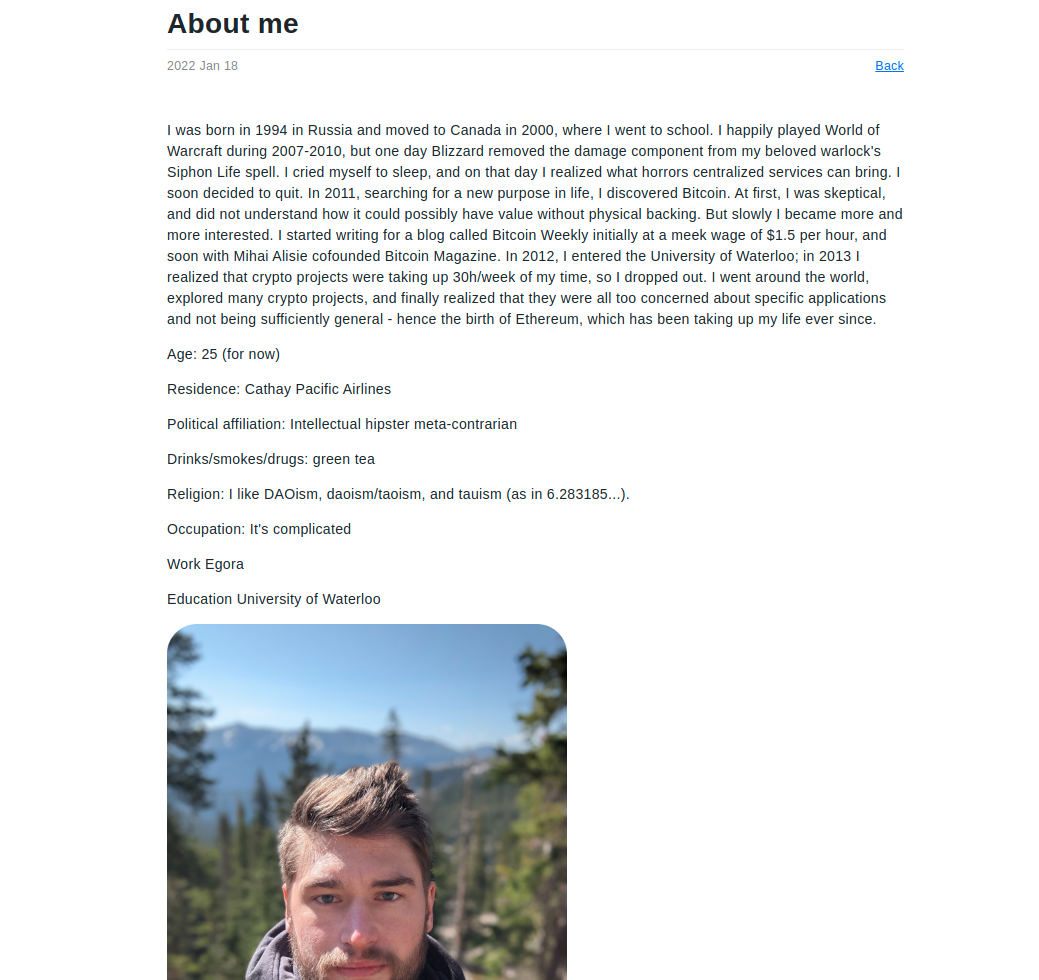 About me
2022 Jan 18
Back
I was born in 1994 in Russia and moved to Canada in 2000, where I went to school. I happily played World of
Warcraft during 2007-2010, but one day Blizzard removed the damage component from my beloved warlock's
Siphon Life spell. I cried myself to sleep, and on that day I realized what horrors centralized services can bring. I
soon decided to quit. In 2011, searching for a new purpose in life, I discovered Bitcoin. At first, I was skeptical,
and did not understand how it could possibly have value without physical backing. But slowly I became more and
more interested. I started writing for a blog called Bitcoin Weekly initially at a meek wage of $1.5 per hour, and
soon with Mihai Alisie cofounded Bitcoin Magazine. In 2012, I entered the University of Waterloo; in 2013 I
realized that crypto projects were taking up 30h/week of my time, so I dropped out. I went around the world,
explored many crypto projects, and finally realized that they were all too concerned about specific applications
and not being sufficiently general - hence the birth of Ethereum, which has been taking up my life ever since.
Age: 25 (for now)
Residence: Cathay Pacific Airlines
Political affiliation: Intellectual hipster meta-contrarian
Drinks/smokes/drugs: green tea
Religion: I like DAOism, daoism/taoism, and tauism (as in 6.283185...).
Occupation: It's complicated
Work Egora
Education University of Waterloo